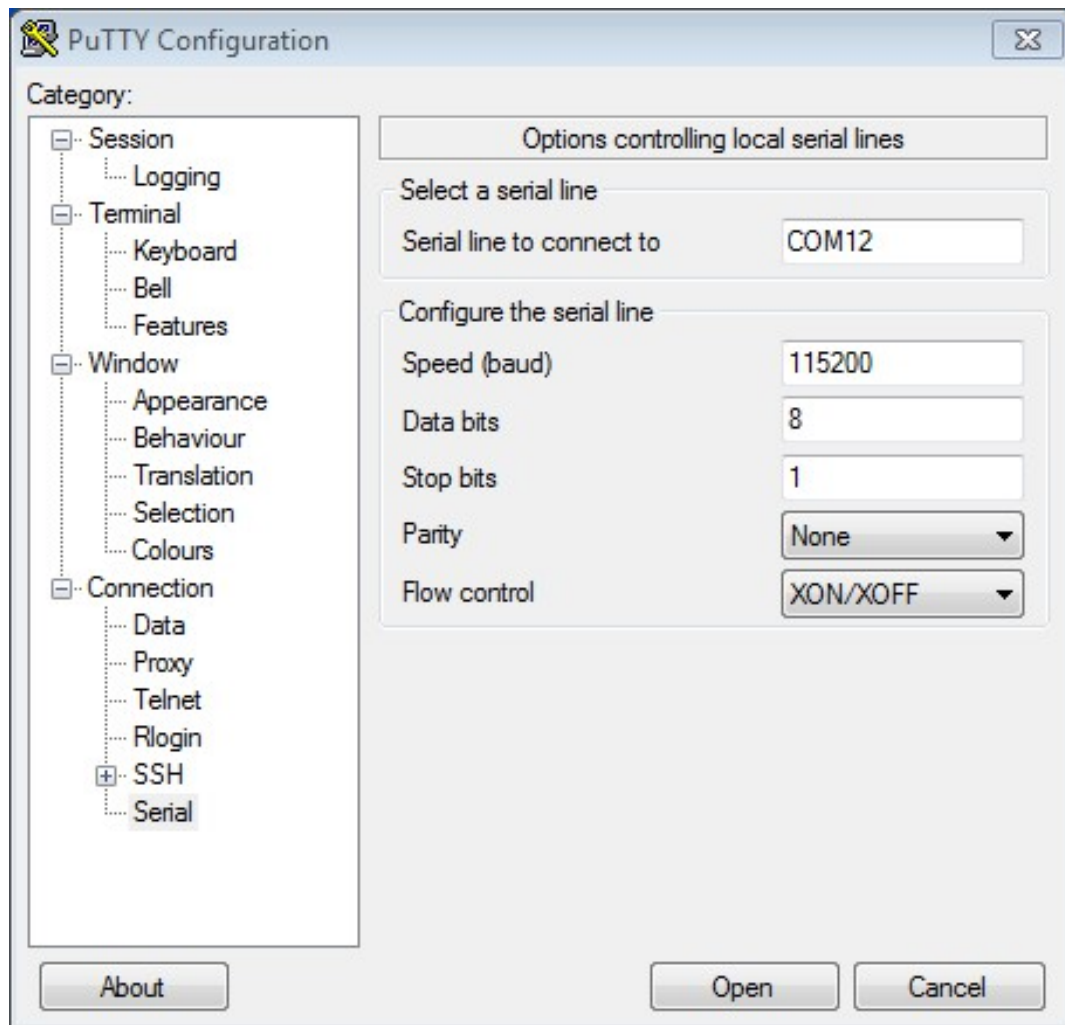 PuTTY Configuration
Category:
Session
Logging
Terminal
Keyboard
Bell
Features
Window
Appearance
Behaviour
Translation
Selection
Colours
Connection
Data
Proxy
Telnet
Rlogin
SSH
Serial
Options controlling local serial lines
Select a serial line
Serial line to connect to COM12
Configure the serial line
Speed (baud) 115200
Data bits 8
Stop bits 1
Parity None
Flow control XON/XOFF
About Open Cancel